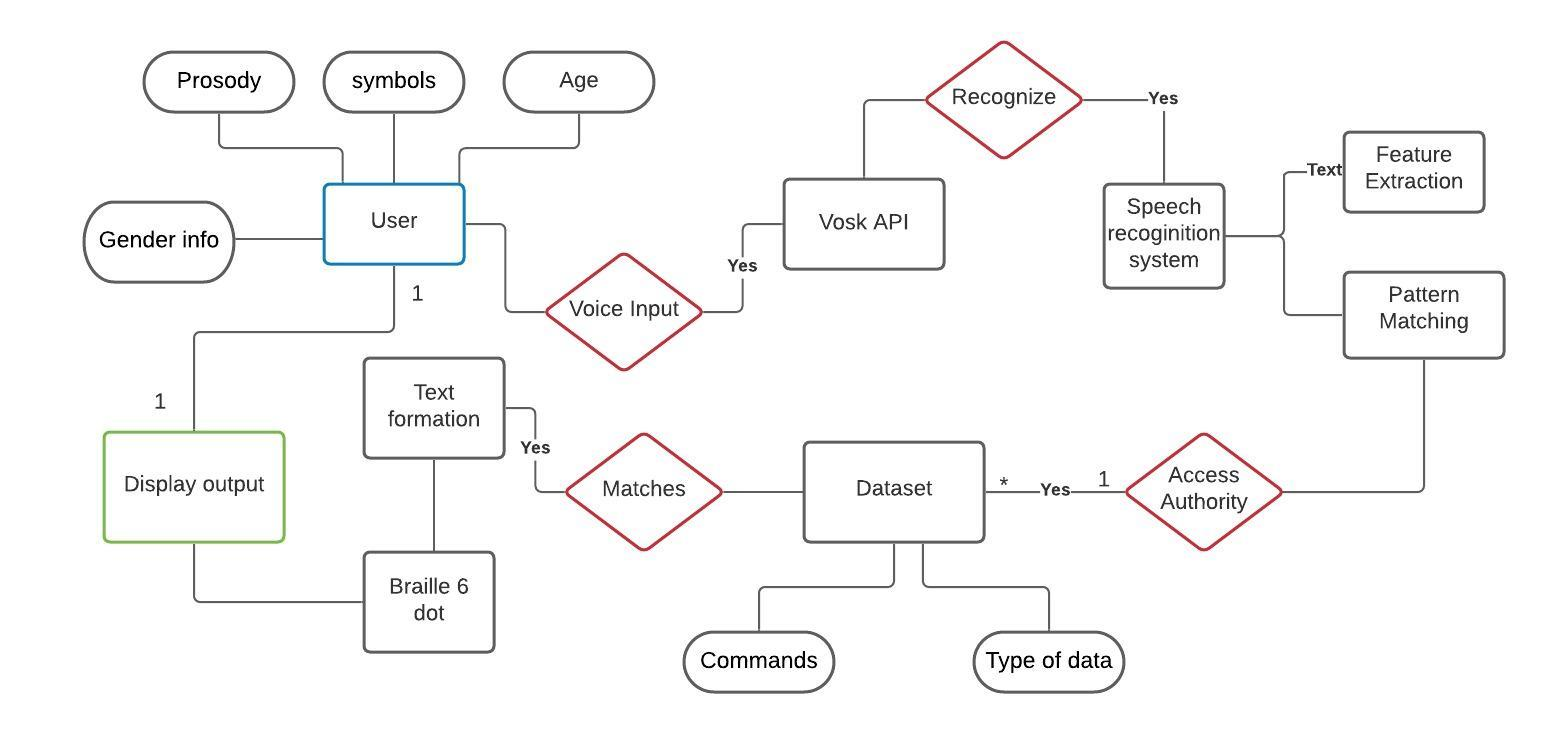 Prosody
symbols
Age
Recognize
Yes
Feature
Extraction
Text
User
Gender info
Vosk API
Speech
recoginition
system
Yes
Voice Input
1
Pattern
Matching
1
Text
formation
Yes
Matches
Dataset
*
Yes
1
Access
Authority
Display output
Braille 6
dot
Commands
Type of data